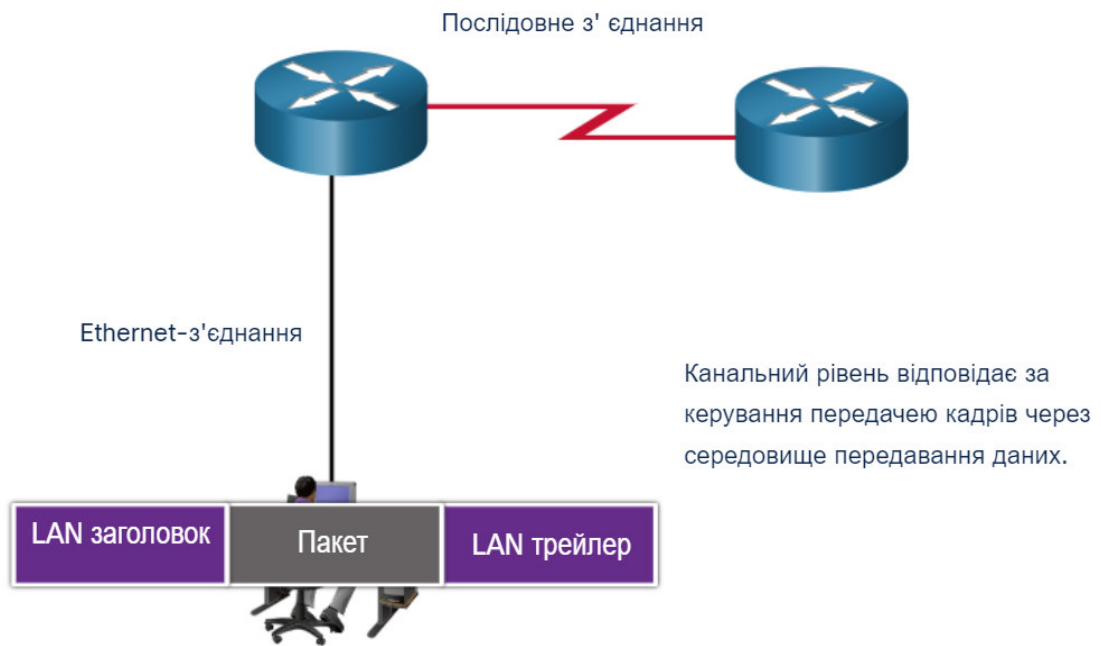 Послідовне з' єднання
Ethernet-з'єднання
Канальний рівень відповідає за
керування передачею кадрів через
середовище передавання даних.
LAN заголовок
Пакет
LAN трейлер